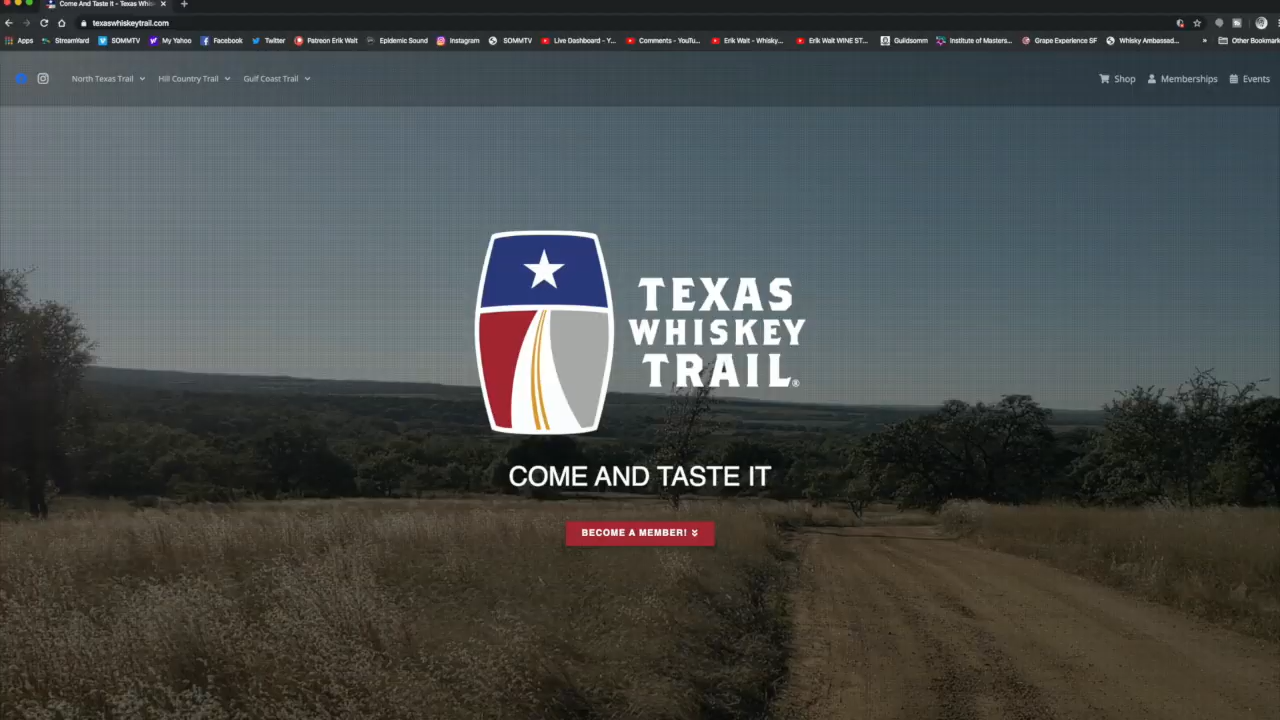 Come And Taste It - Texas Whis
texaswhiskeytrail.com
Apps StreamYard SOMMTV My Yahoo Facebook Twitter Patreon Erik Wait Epidemic Sound Instagram SOMMTV Live Dashboard - Y... Comments - YouTu... Erik Wait - Whisky... Erik Wait WINE ST... Guildsomm Institute of Masters... Grape Experience SF Whisky Ambassad... » Other Bookmark
North Texas Trail Hill Country Trail Gulf Coast Trail Shop Memberships Events
TEXAS
WHISKEY
TRAIL®
COME AND TASTE IT
BECOME A MEMBER!